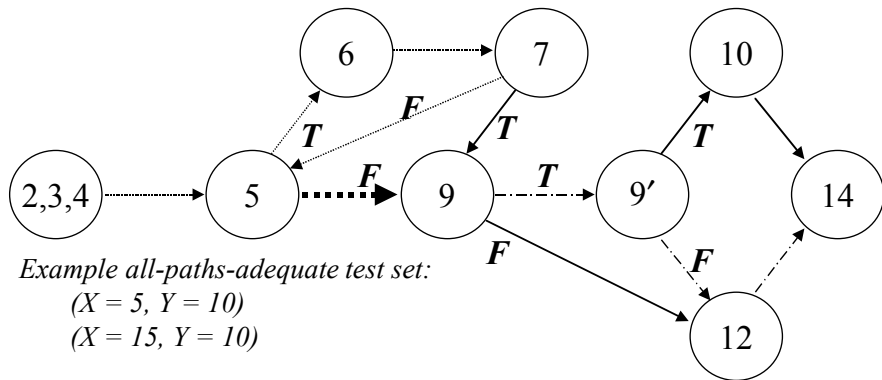 6
7
10
F
T
T
T
2,3,4
5
F
9
T
9′
14
F
F
Example all-paths-adequate test set:
(X = 5, Y = 10)
(X = 15, Y = 10)
12